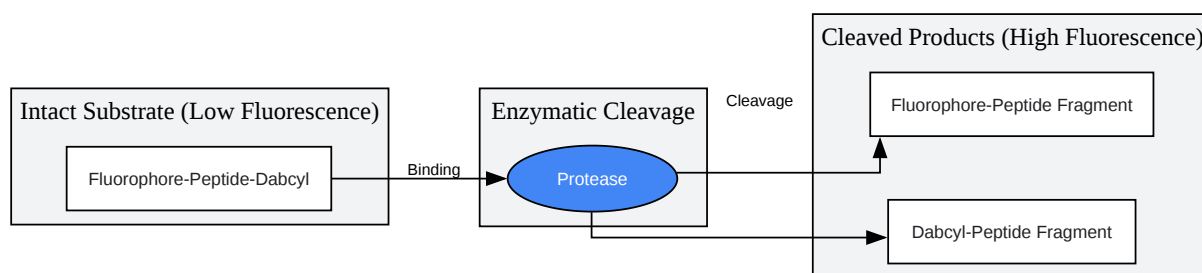 Intact Substrate (Low Fluorescence)
Fluorophore-Peptide-Dabcyl
Binding
Enzymatic Cleavage
Protease
Cleavage
Cleaved Products (High Fluorescence)
Fluorophore-Peptide Fragment
Dabcyl-Peptide Fragment